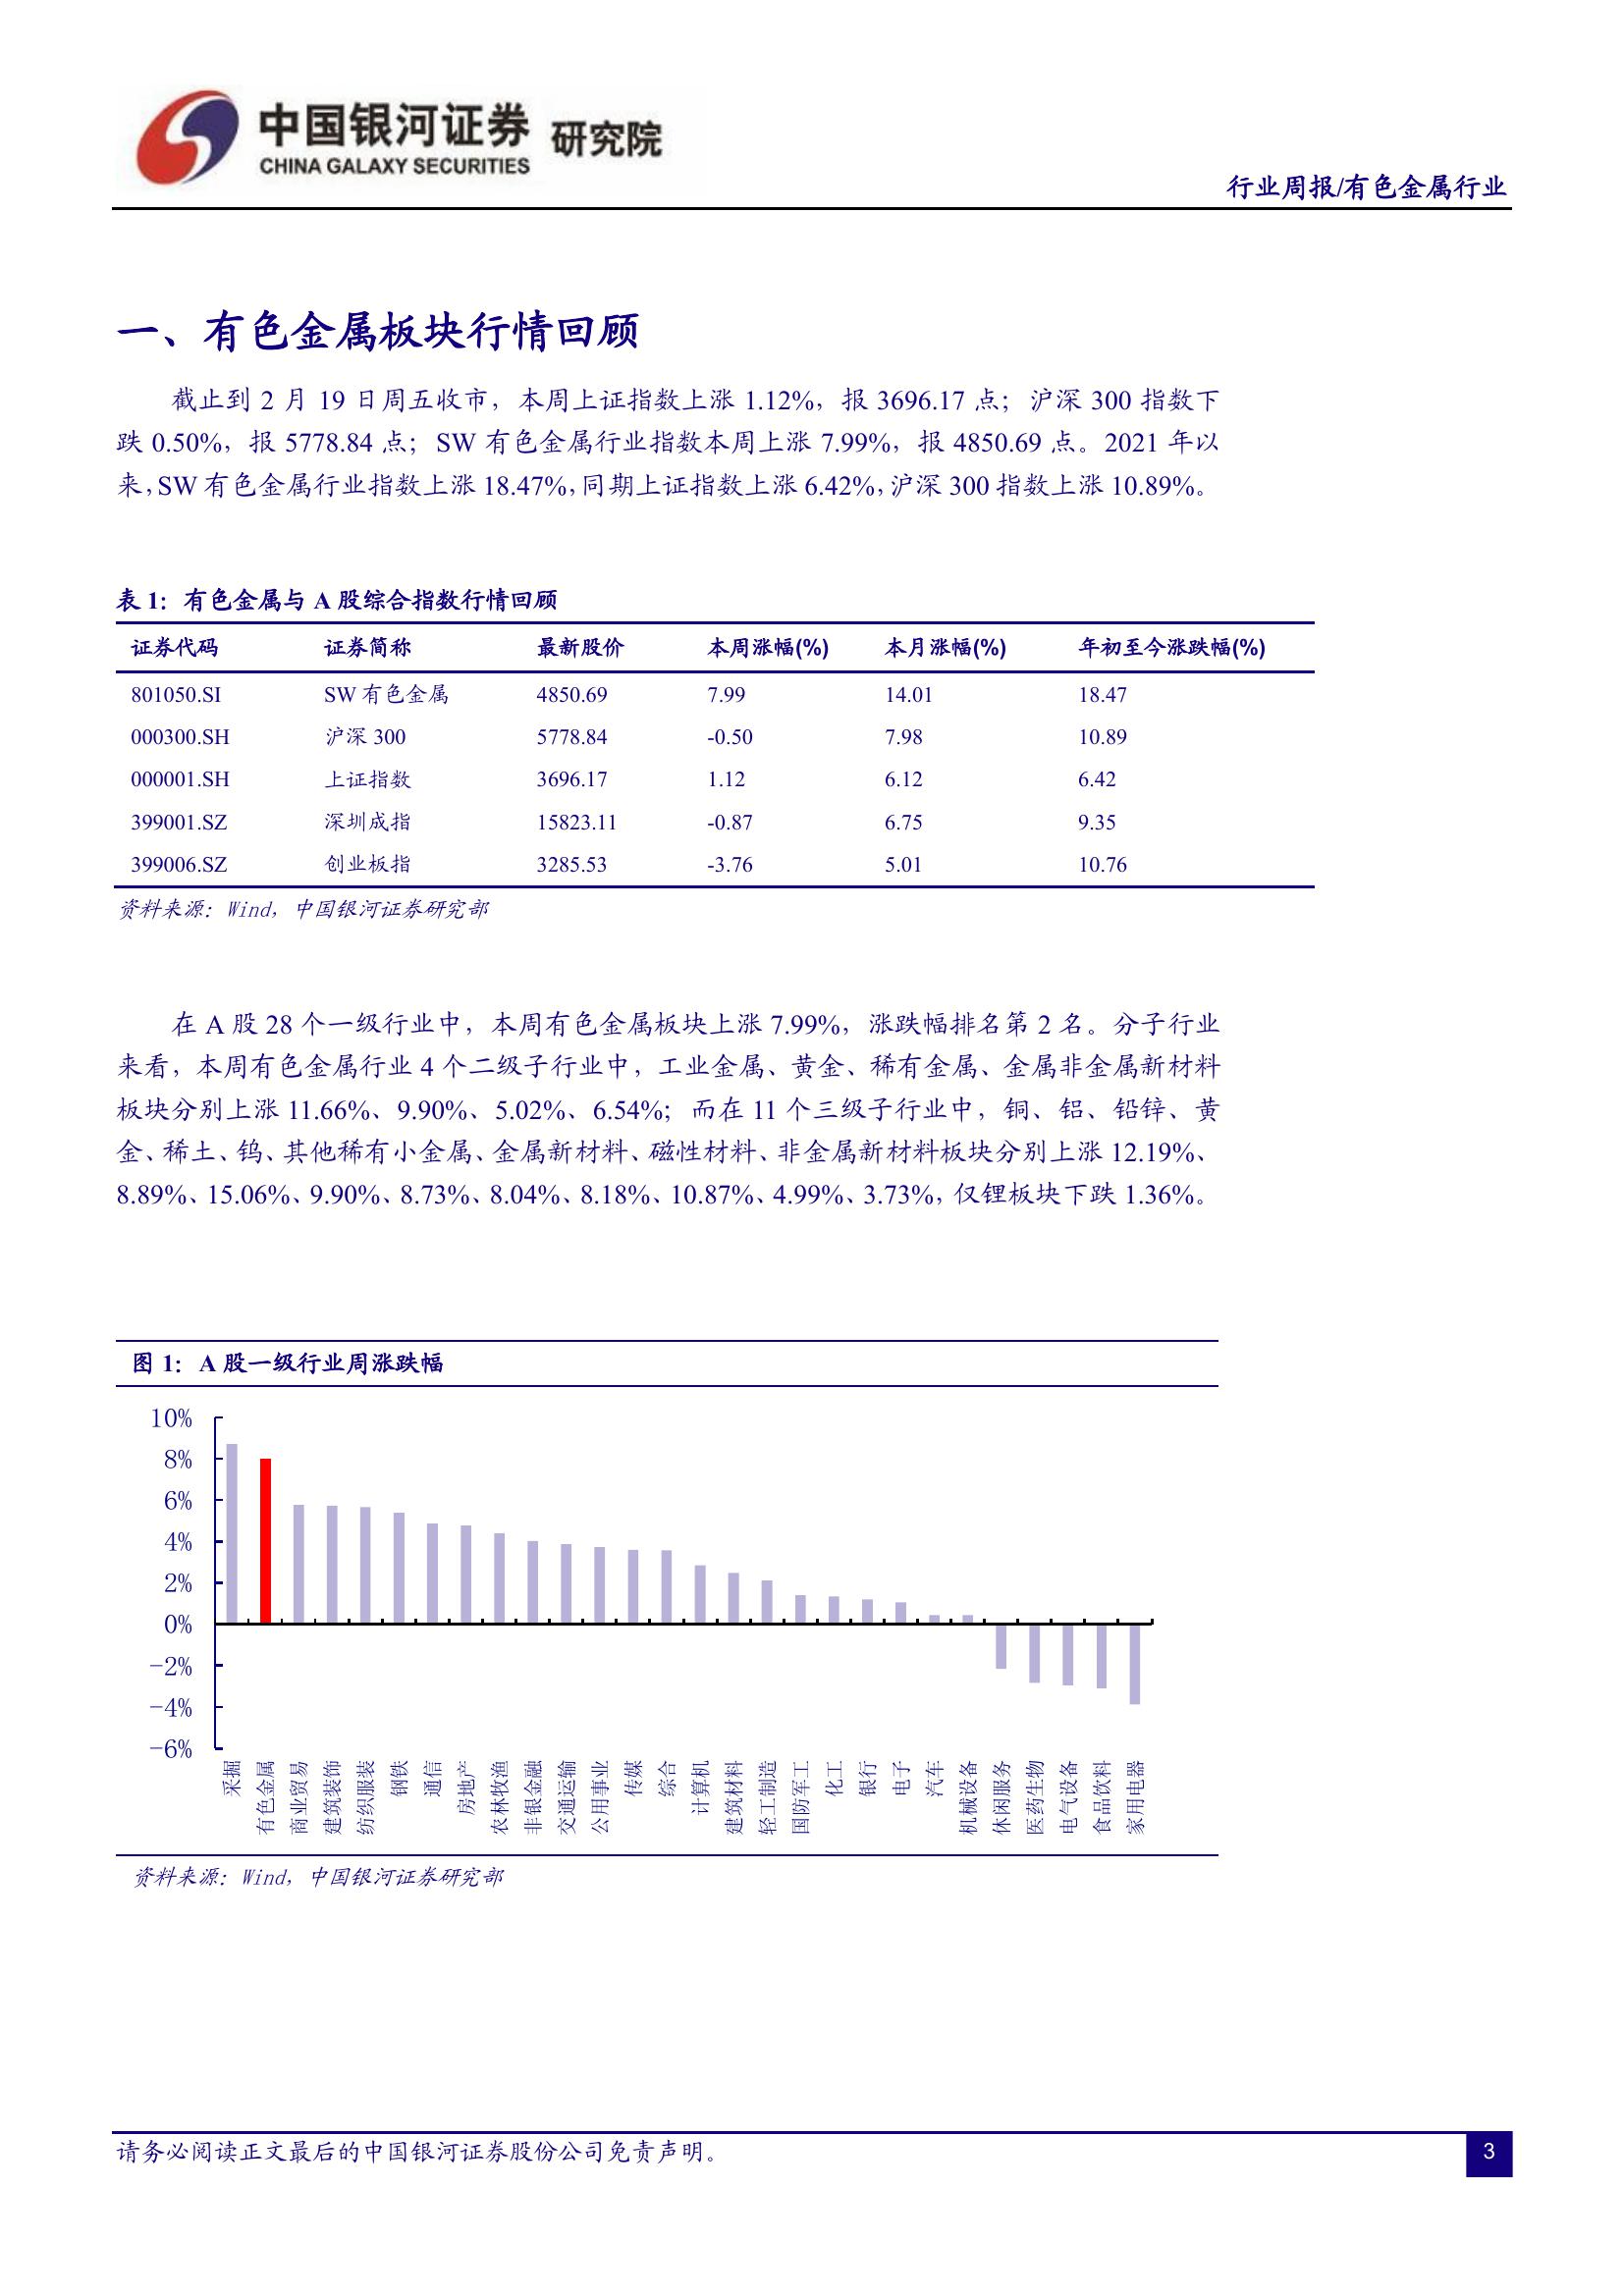 中国银河证券 研究院
CHINA GALAXY SECURITIES
行业周报/有色金属行业
一、有色金属板块行情回顾
截止到 2 月 19 日周五收市，本周上证指数上涨 1.12%，报 3696.17 点；沪深 300 指数下
跌 0.50%，报 5778.84 点；SW 有色金属行业指数本周上涨 7.99%，报 4850.69 点。2021 年以
来，SW 有色金属行业指数上涨 18.47%，同期上证指数上涨 6.42%，沪深 300 指数上涨 10.89%。
表 1：有色金属与 A 股综合指数行情回顾
证券代码 证券简称 最新股价 本周涨幅(%) 本月涨幅(%) 年初至今涨跌幅(%)
801050.SI SW 有色金属 4850.69 7.99 14.01 18.47
000300.SH 沪深 300 5778.84 -0.50 7.98 10.89
000001.SH 上证指数 3696.17 1.12 6.12 6.42
399001.SZ 深圳成指 15823.11 -0.87 6.75 9.35
399006.SZ 创业板指 3285.53 -3.76 5.01 10.76
资料来源：Wind，中国银河证券研究部
在 A 股 28 个一级行业中，本周有色金属板块上涨 7.99%，涨跌幅排名第 2 名。分子行业
来看，本周有色金属行业 4 个二级子行业中，工业金属、黄金、稀有金属、金属非金属新材料
板块分别上涨 11.66%、9.90%、5.02%、6.54%；而在 11 个三级子行业中，铜、铝、铅锌、黄
金、稀土、钨、其他稀有小金属、金属新材料、磁性材料、非金属新材料板块分别上涨 12.19%、
8.89%、15.06%、9.90%、8.73%、8.04%、8.18%、10.87%、4.99%、3.73%，仅锂板块下跌 1.36%。
图 1：A 股一级行业周涨跌幅
10%
8%
6%
4%
2%
0%
-2%
-4%
-6%
采掘
有色金属
商业贸易
建筑装饰
纺织服装
钢铁
通信
房地产
农林牧渔
非银金融
交通运输
公用事业
传媒
综合
计算机
建筑材料
轻工制造
国防军工
化工
银行
电子
汽车
机械设备
休闲服务
医药生物
电气设备
食品饮料
家用电器
资料来源：Wind，中国银河证券研究部
请务必阅读正文最后的中国银河证券股份公司免责声明。
3